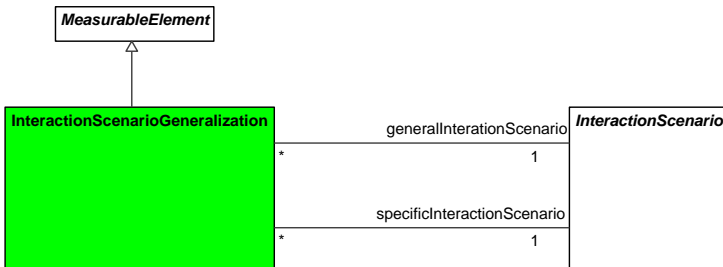 MeasurableElement
InteractionScenarioGeneralization
generalInterationScenario
InteractionScenario
*
1
specificInteractionScenario
*
1